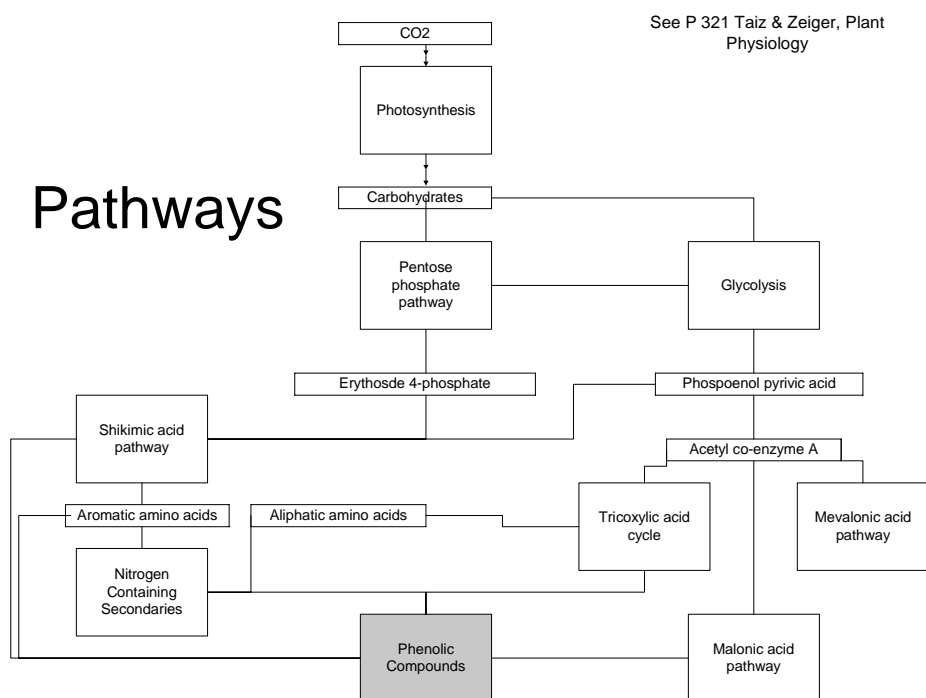 See P 321 Taiz & Zeiger, Plant
Physiology
CO2
Photosynthesis
Pathways
Carbohydrates
Pentose
phosphate
pathway
Glycolysis
Erythosde 4-phosphate
Phospoenol pyrivic acid
Shikimic acid
pathway
Acetyl co-enzyme A
Aromatic amino acids
Aliphatic amino acids
Tricoxylic acid
cycle
Mevalonic acid
pathway
Nitrogen
Containing
Secondaries
Phenolic
Compounds
Malonic acid
pathway